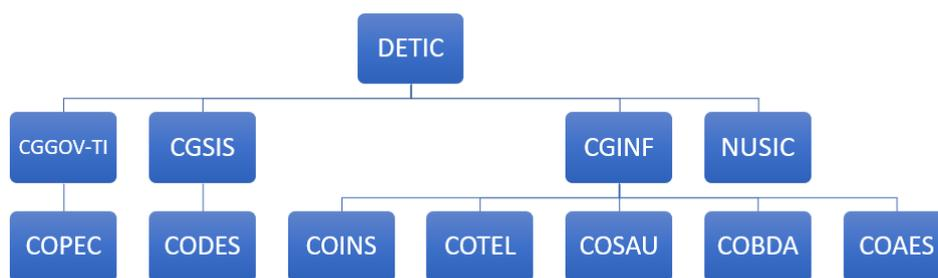 DETIC
CGGOV-TI
CGSIS
CGINF
NUSIC
COPEC
CODES
COINS
COTEL
COSAU
COBDA
COAES